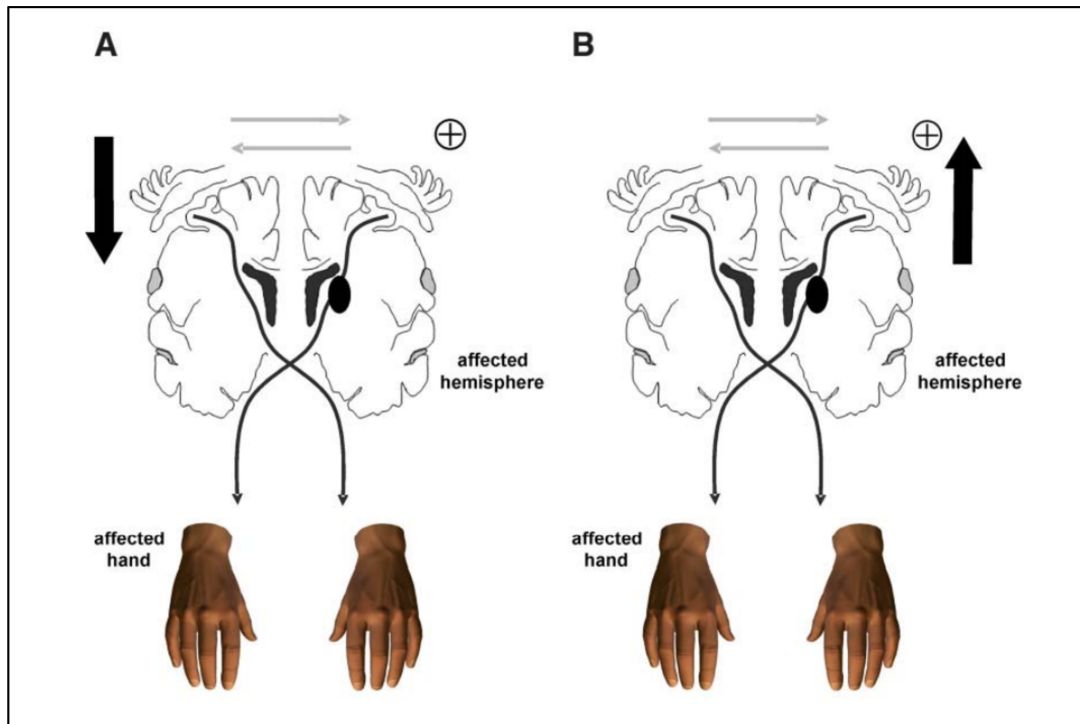 A
B
affected
hemisphere
affected
hemisphere
affected
hand
affected
hand